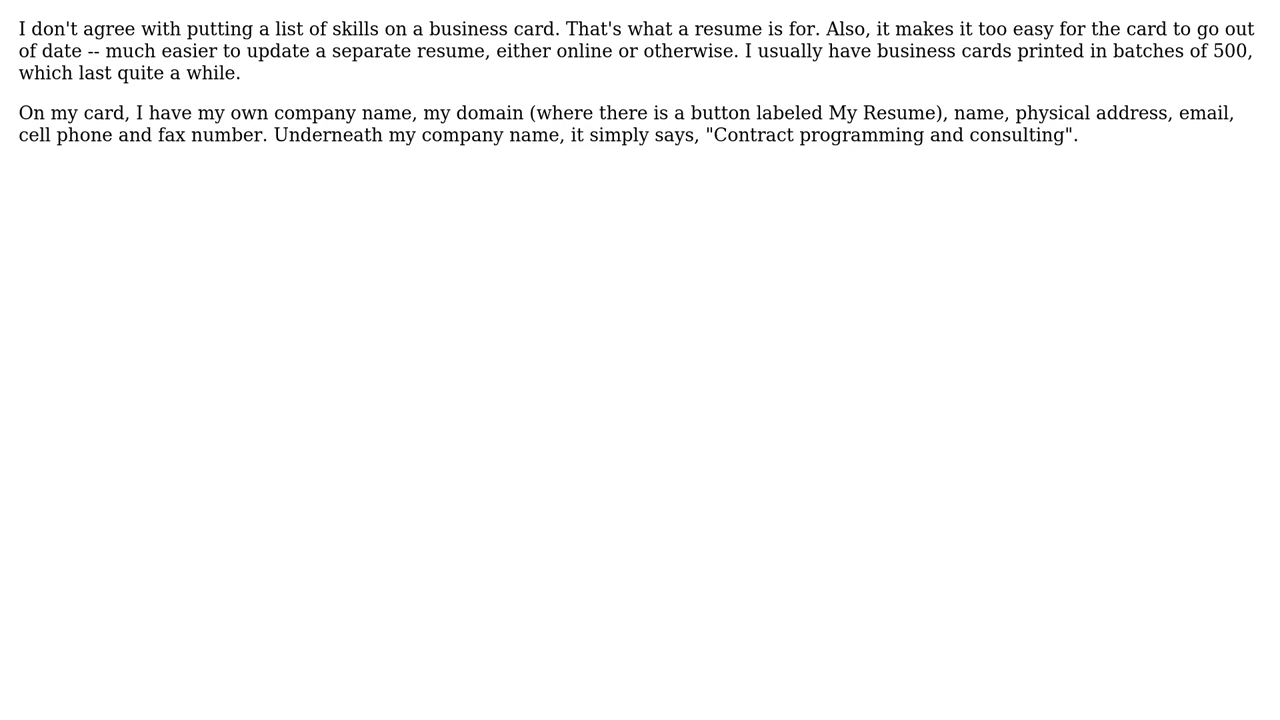 I don't agree with putting a list of skills on a business card. That's what a resume is for. Also, it makes it too easy for the card to go out
of date -- much easier to update a separate resume, either online or otherwise. I usually have business cards printed in batches of 500,
which last quite a while.
On my card, I have my own company name, my domain (where there is a button labeled My Resume), name, physical address, email,
cell phone and fax number. Underneath my company name, it simply says, "Contract programming and consulting".